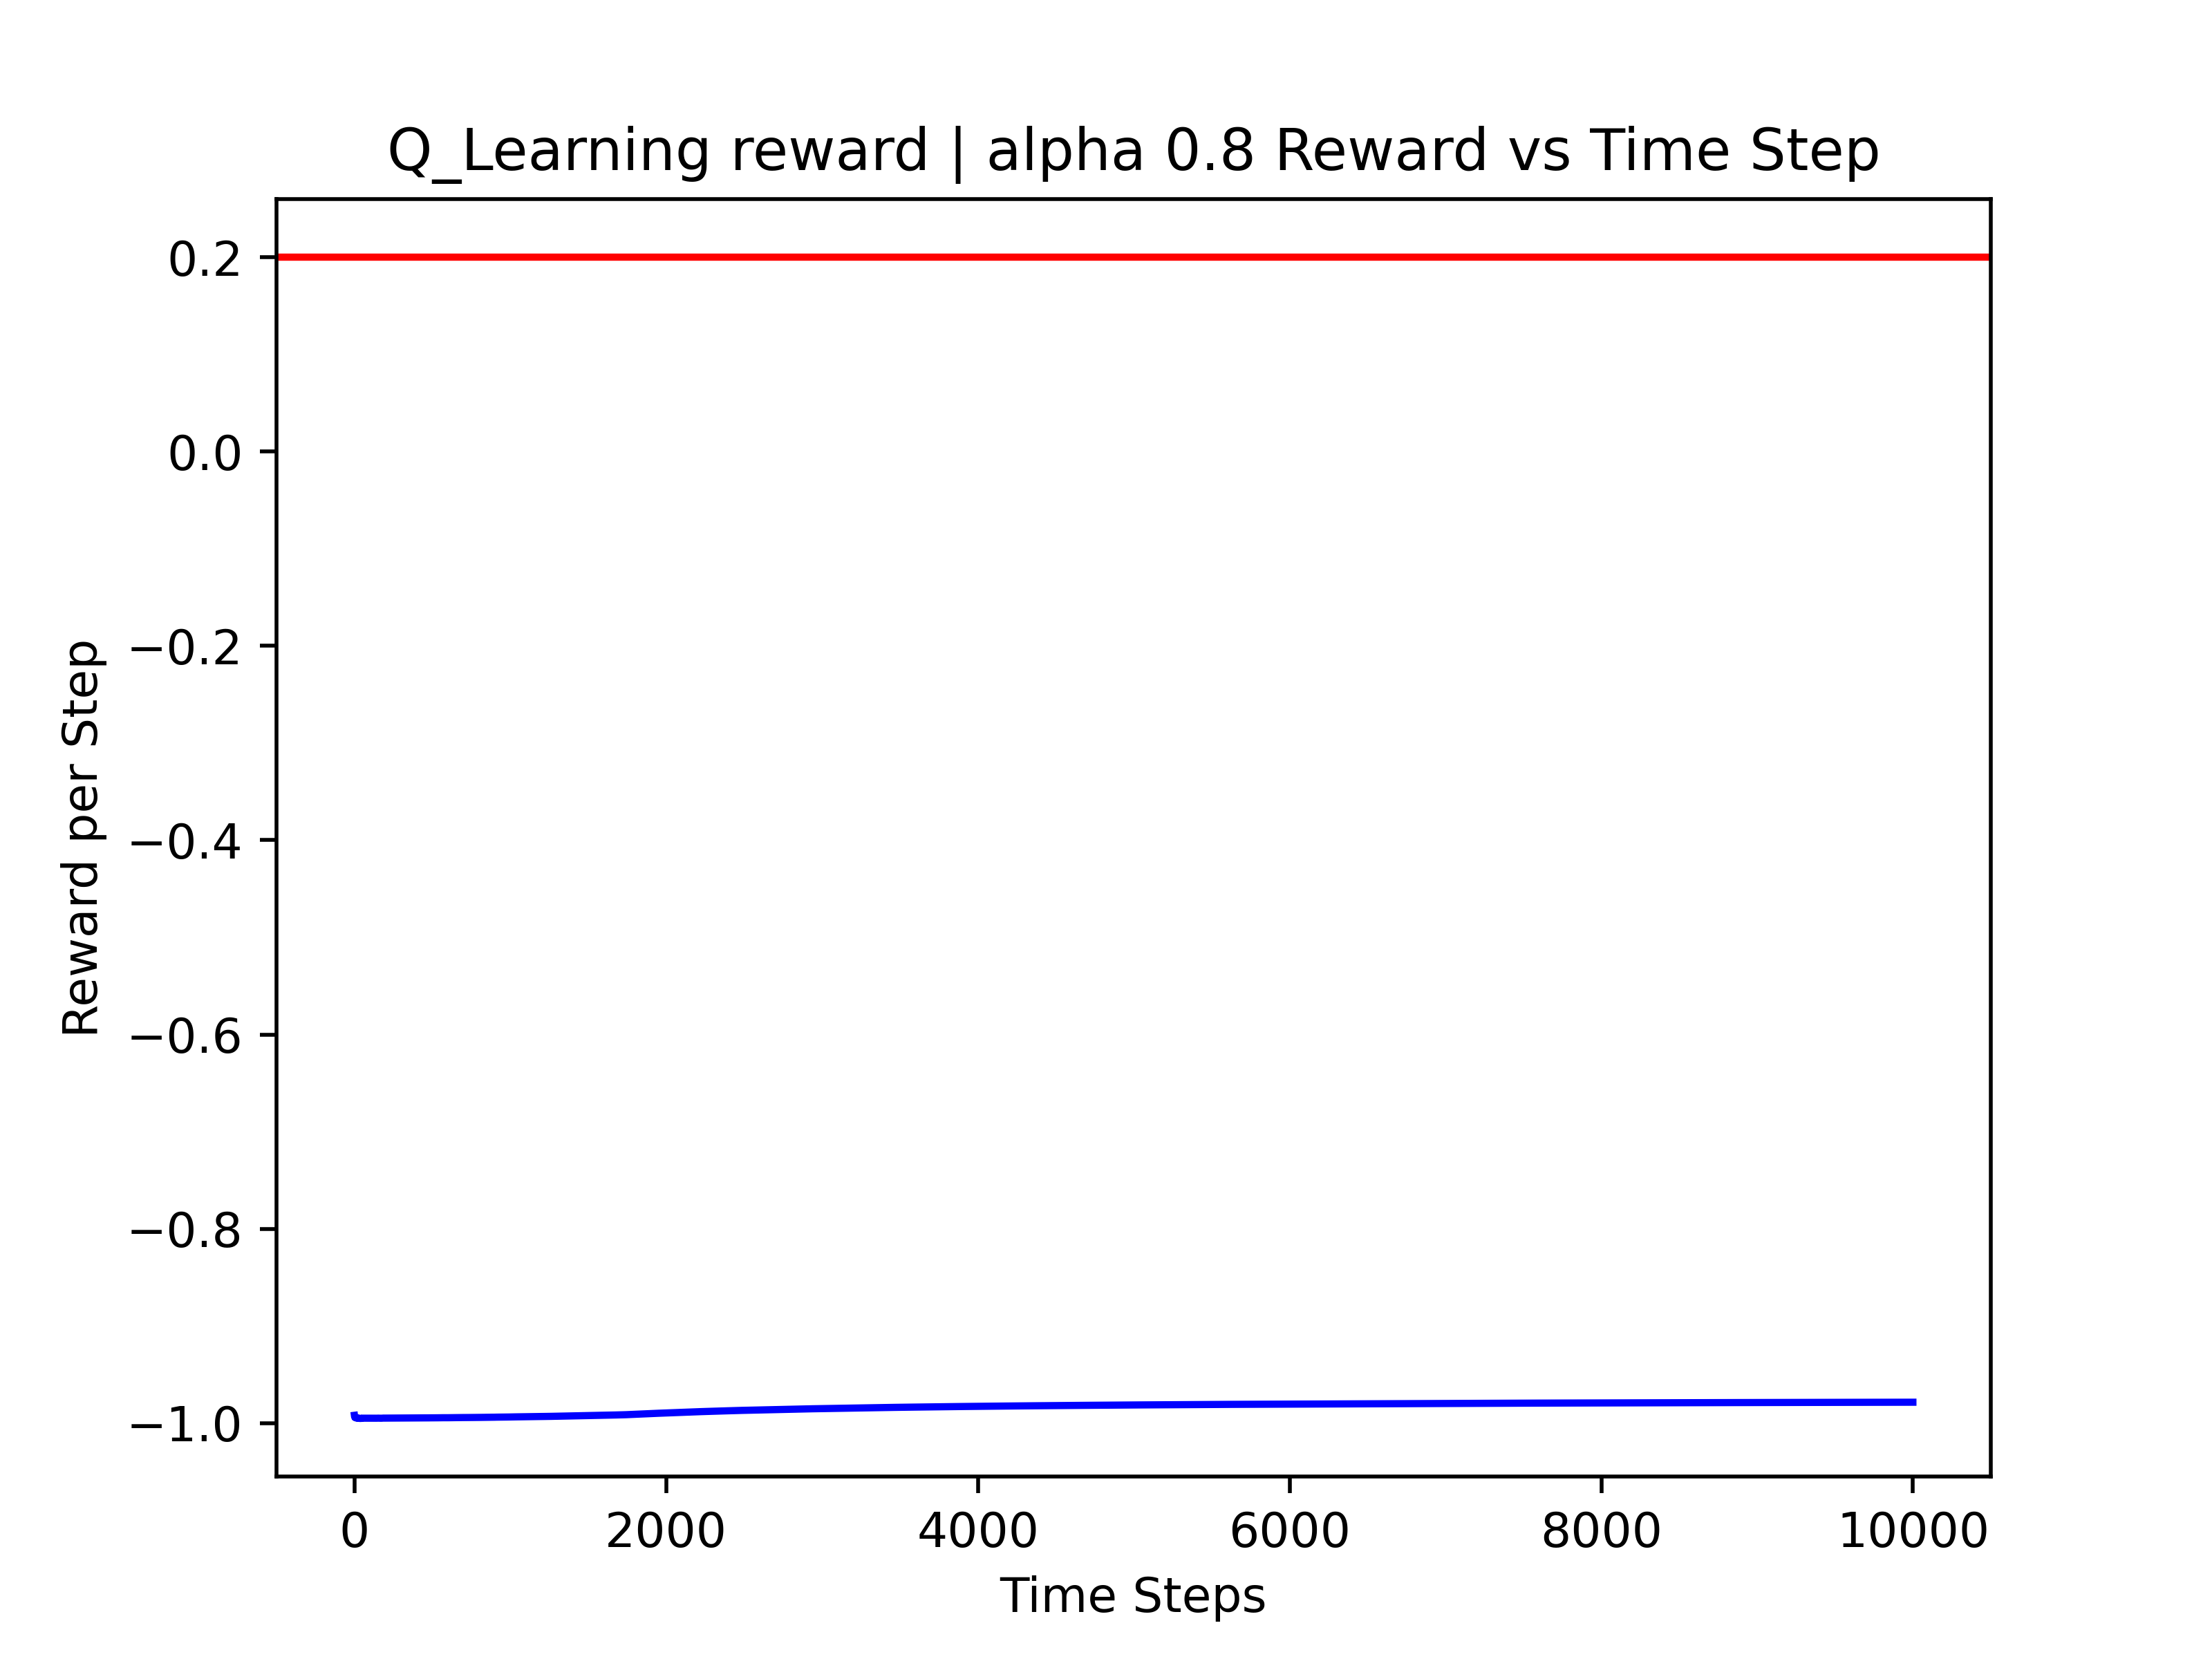 Q_Learning reward | alpha 0.8 Reward vs Time Step
0.2
0.0
−0.2
−0.4
−0.6
−0.8
−1.0
Reward per Step
0 2000 4000 6000 8000 10000
Time Steps